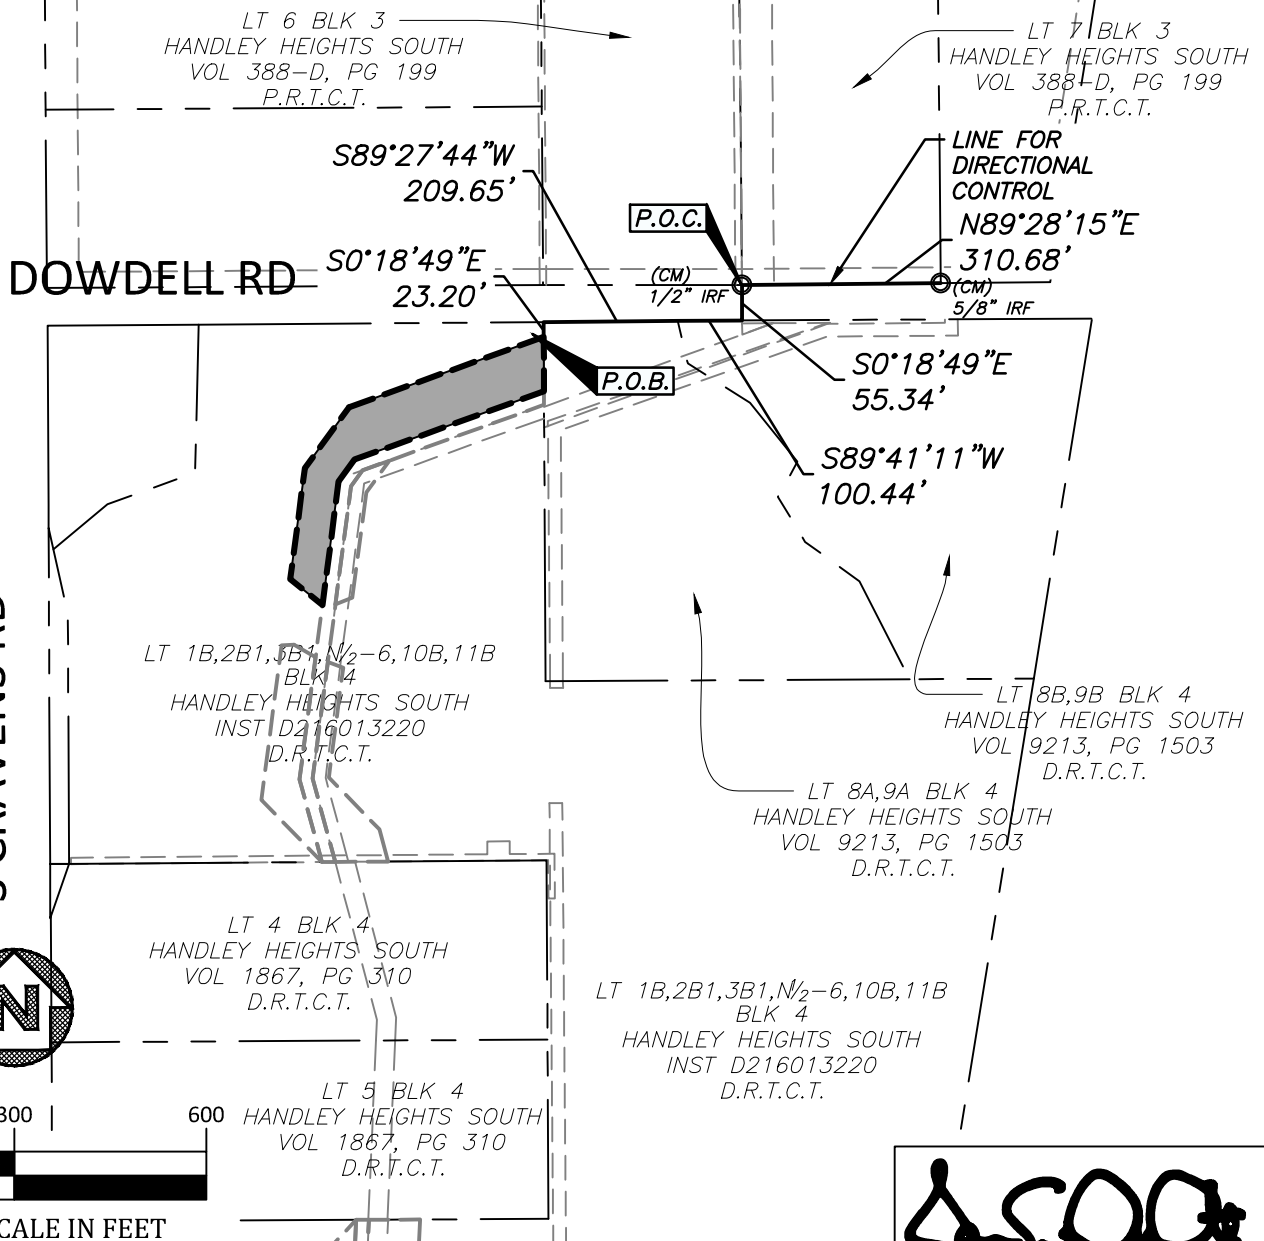 LT 6 BLK 3
HANDLEY HEIGHTS SOUTH
VOL 388-D, PG 199
P.R.T.C.T.
LT 7 BLK 3
HANDLEY HEIGHTS SOUTH
VOL 388-D, PG 199
P.R.T.C.T.
S89°27'44"W
209.65'
LINE FOR
DIRECTIONAL
CONTROL
P.O.C.
N89°28'15"E
310.68'
DOWDELL RD
S0°18'49"E
23.20'
(CM)
1/2" IRF
(CM)
5/8" IRF
P.O.B.
S0°18'49"E
55.34'
S89°41'11"W
100.44'
LT 1B,2B1,3B1,N/2-6,10B,11B
BLK 4
HANDLEY HEIGHTS SOUTH
INST D216013220
D.R.T.C.T.
LT 8B,9B BLK 4
HANDLEY HEIGHTS SOUTH
VOL 9213, PG 1503
D.R.T.C.T.
LT 8A,9A BLK 4
HANDLEY HEIGHTS SOUTH
VOL 9213, PG 1503
D.R.T.C.T.
LT 4 BLK 4
HANDLEY HEIGHTS SOUTH
VOL 1867, PG 310
D.R.T.C.T.
N
LT 1B,2B1,3B1,N/2-6,10B,11B
BLK 4
HANDLEY HEIGHTS SOUTH
INST D216013220
D.R.T.C.T.
LT 5 BLK 4
HANDLEY HEIGHTS SOUTH
VOL 1867, PG 310
D.R.T.C.T.
300 600
CALE IN FEET